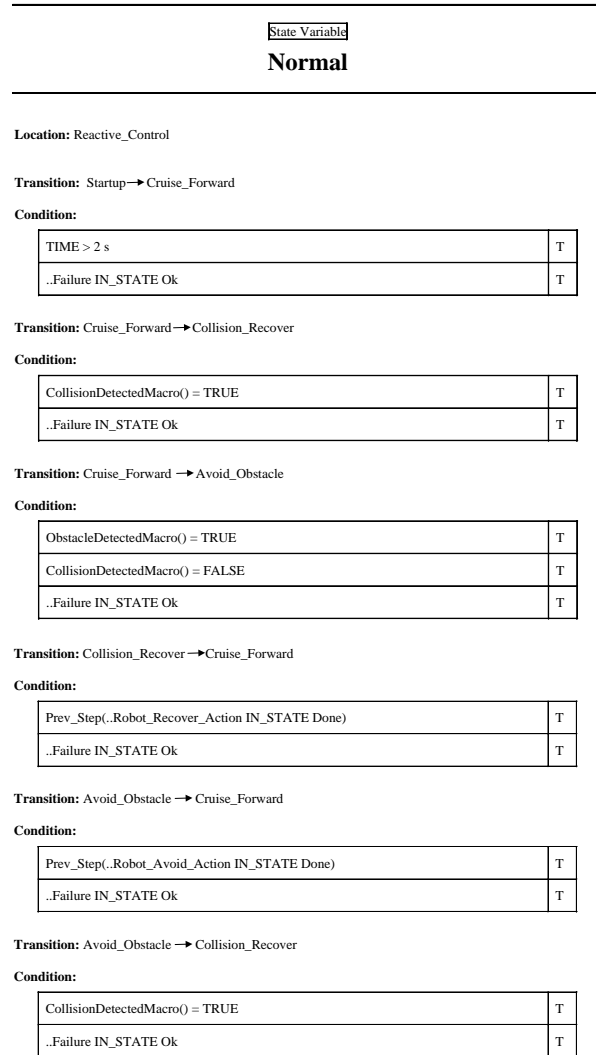 State Variable
Normal
Location: Reactive_Control
Transition: Startup→Cruise_Forward
Condition:
TIME > 2 s T
..Failure IN_STATE Ok T
Transition: Cruise_Forward→Collision_Recover
Condition:
CollisionDetectedMacro() = TRUE T
..Failure IN_STATE Ok T
Transition: Cruise_Forward →Avoid_Obstacle
Condition:
ObstacleDetectedMacro() = TRUE T
CollisionDetectedMacro() = FALSE T
..Failure IN_STATE Ok T
Transition: Collision_Recover→Cruise_Forward
Condition:
Prev_Step(..Robot_Recover_Action IN_STATE Done) T
..Failure IN_STATE Ok T
Transition: Avoid_Obstacle → Cruise_Forward
Condition:
Prev_Step(..Robot_Avoid_Action IN_STATE Done) T
..Failure IN_STATE Ok T
Transition: Avoid_Obstacle → Collision_Recover
Condition:
CollisionDetectedMacro() = TRUE T
..Failure IN_STATE Ok T